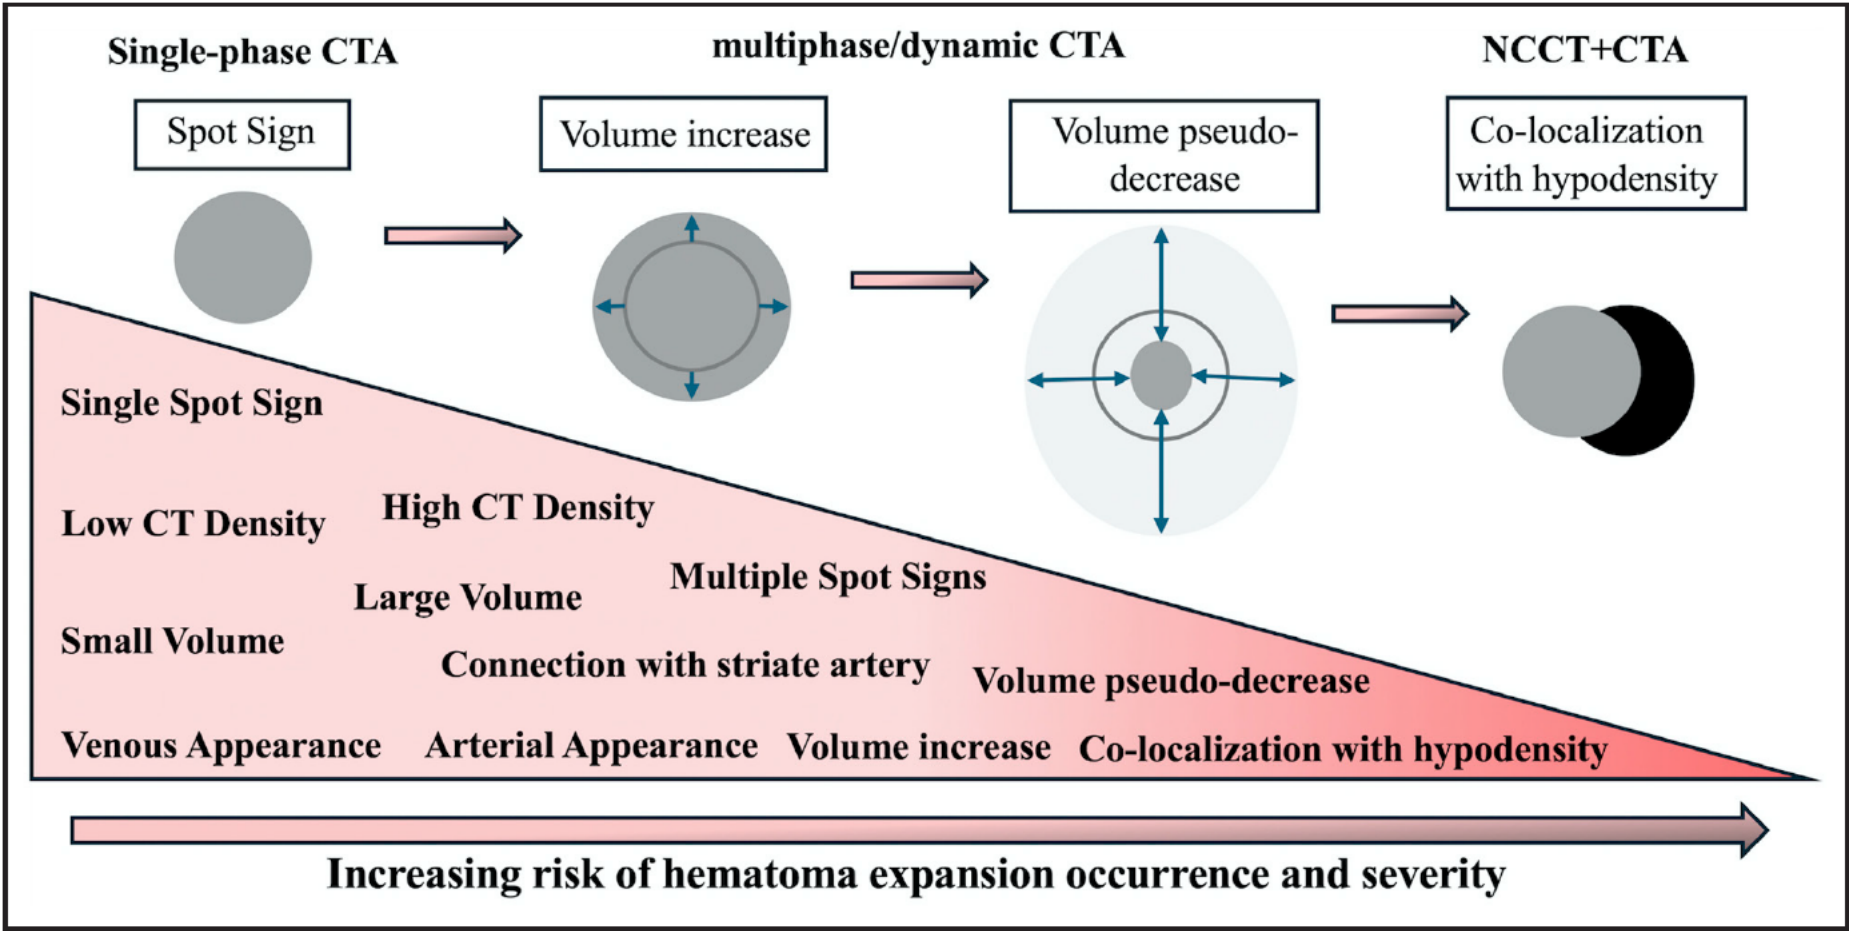 Single-phase CTA
multiphase/dynamic CTA
NCCT+CTA
Spot Sign
Volume increase
Volume pseudo-
decrease
Co-localization
with hypodensity
Single Spot Sign
Low CT Density
High CT Density
Multiple Spot Signs
Large Volume
Small Volume
Connection with striate artery
Volume pseudo-decrease
Venous Appearance
Arterial Appearance
Volume increase
Co-localization with hypodensity
Increasing risk of hematoma expansion occurrence and severity